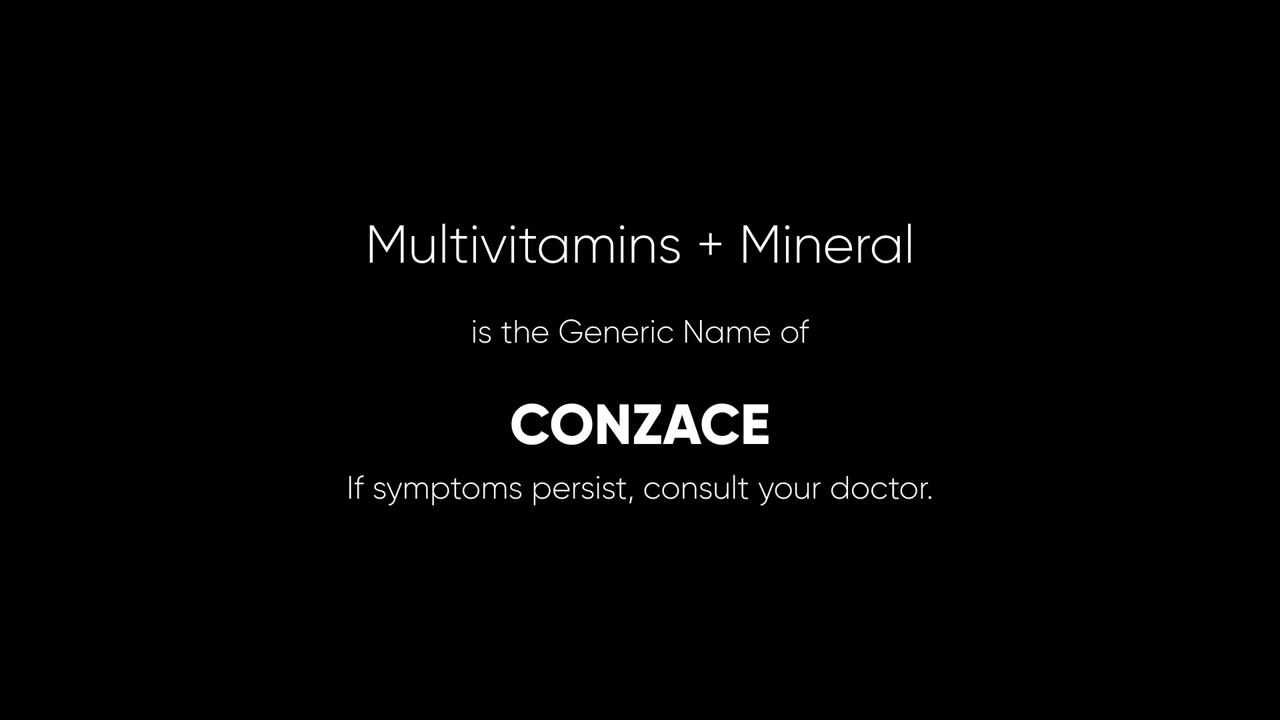 Multivitamins + Mineral
is the Generic Name of
CONZACE
If symptoms persist, consult your doctor.